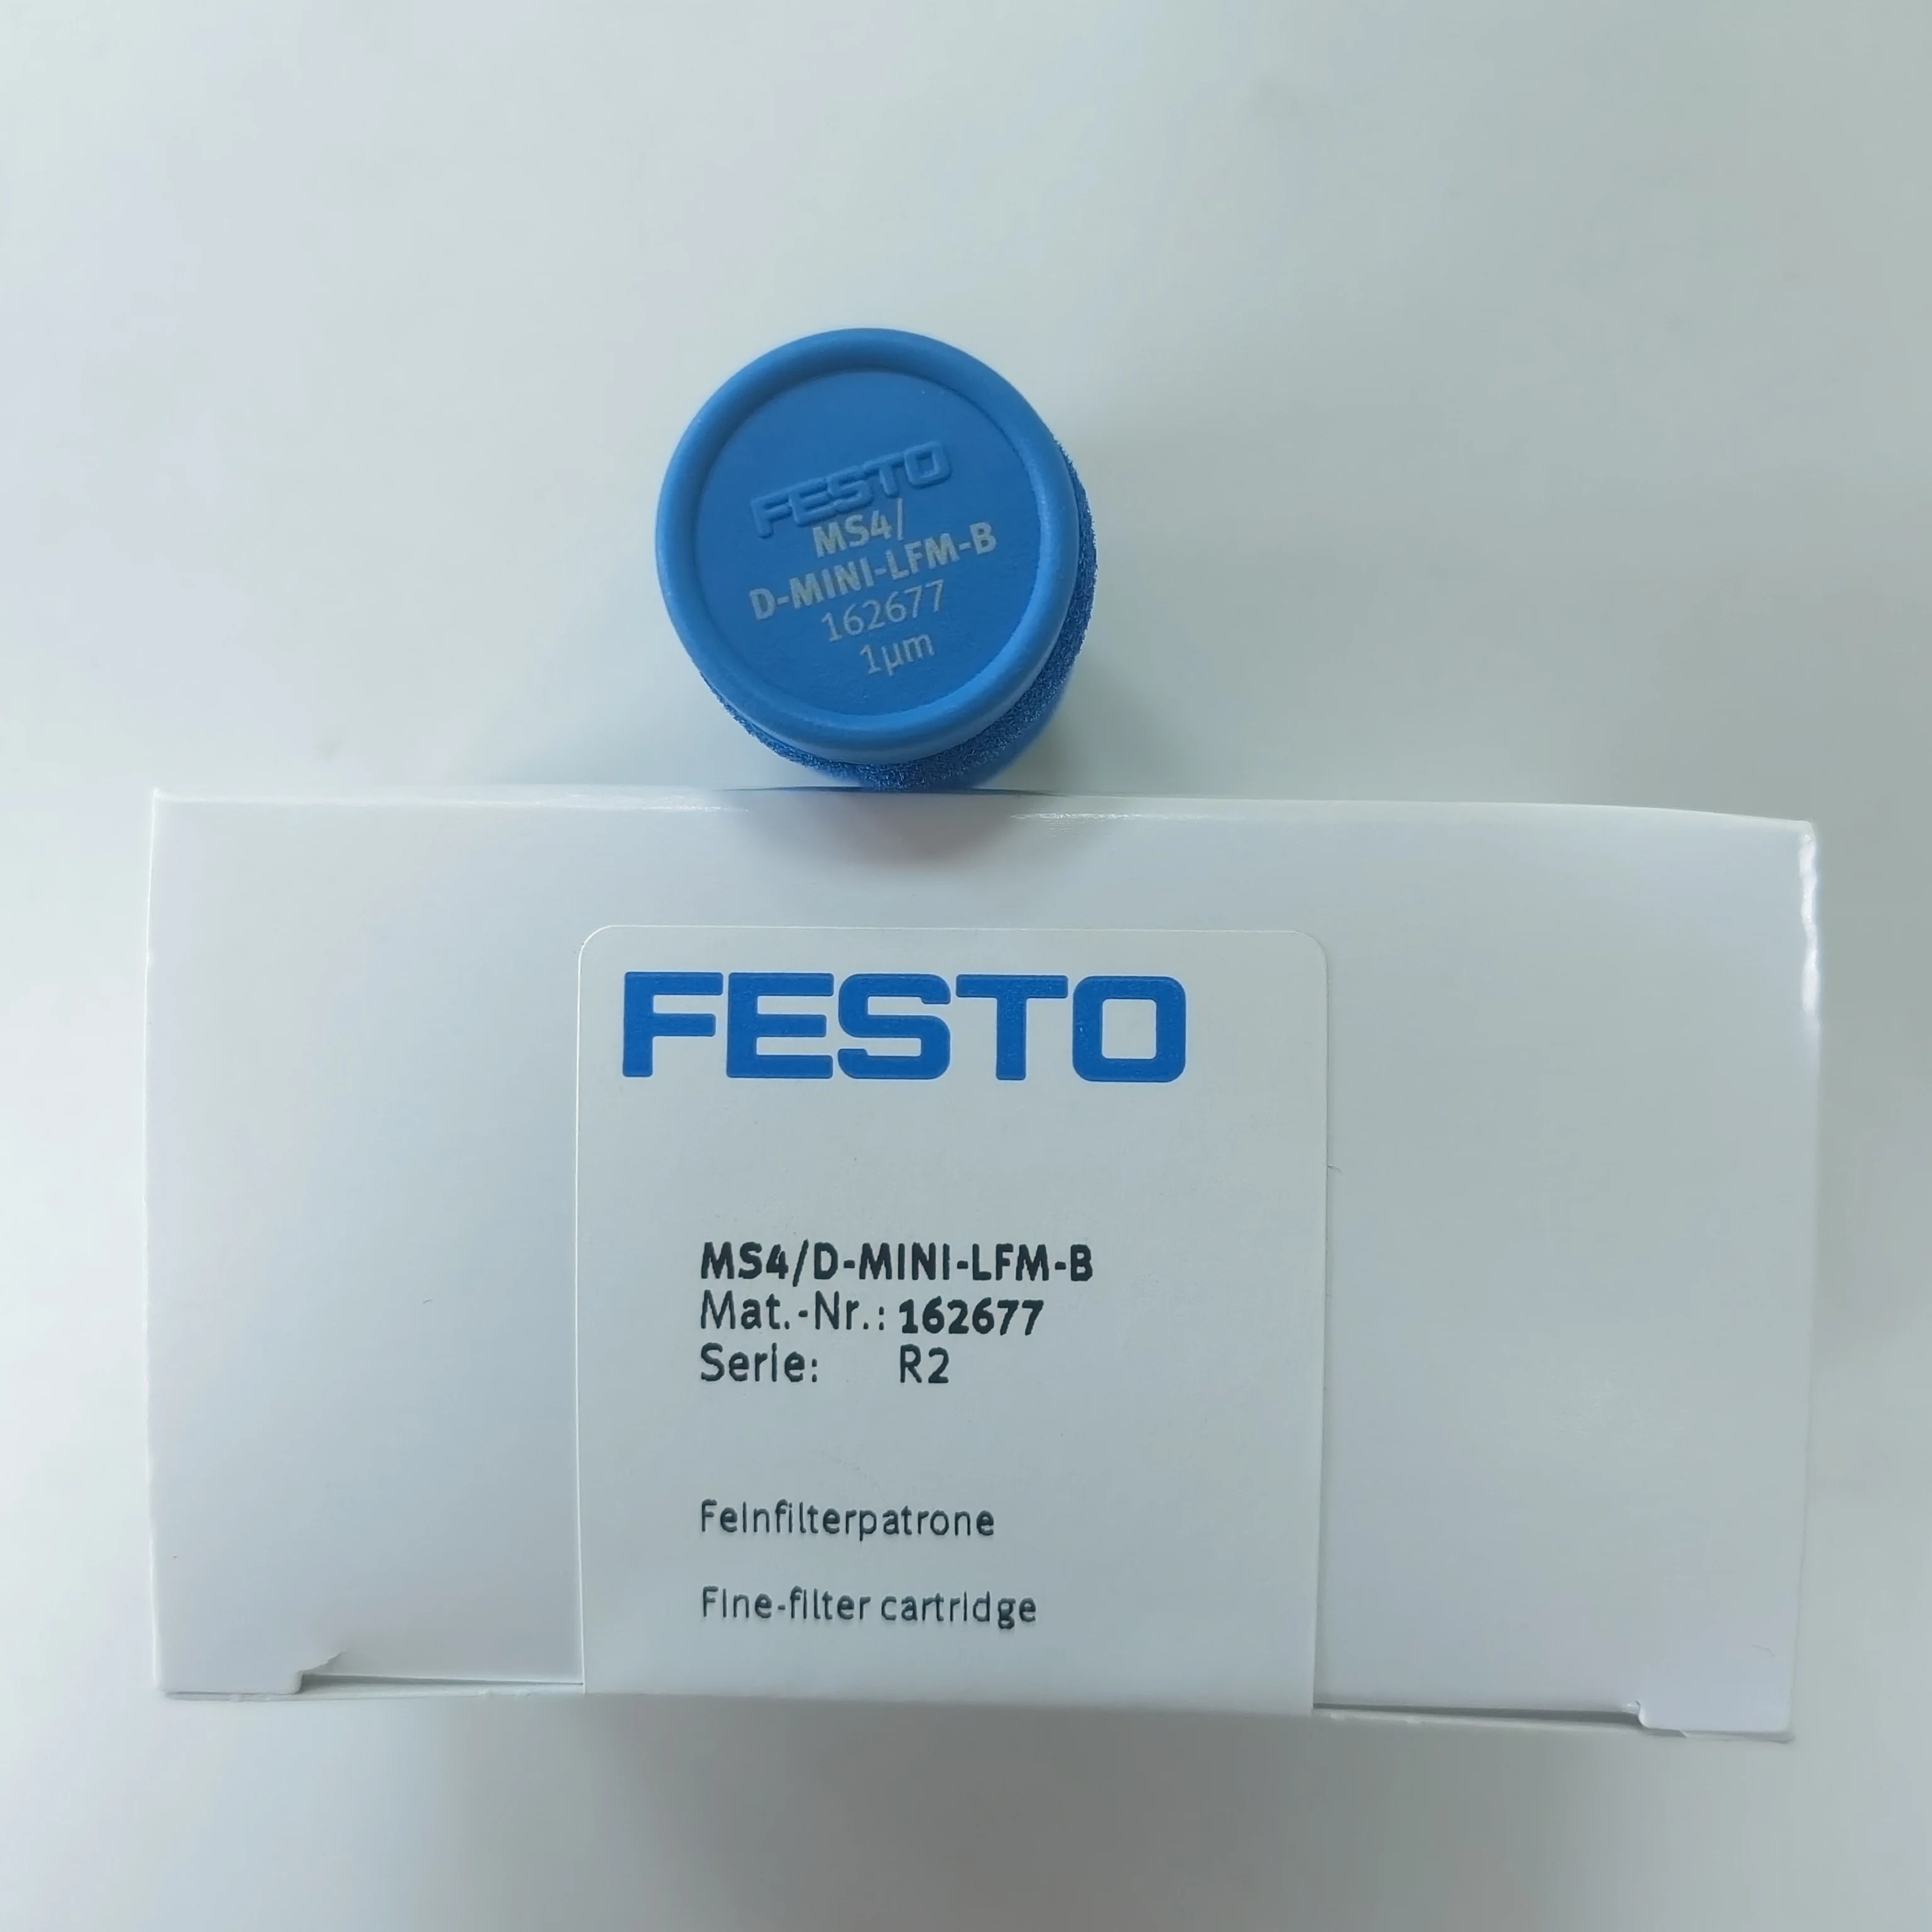 FESTO
MS4/
D-MINI-LFM-B
162677
1µm
FESTO
MS4/D-MINI-LFM-B
Mat.-Nr.: 162677
Serie: R2
Feinfilterpatrone
Fine-filter cartridge